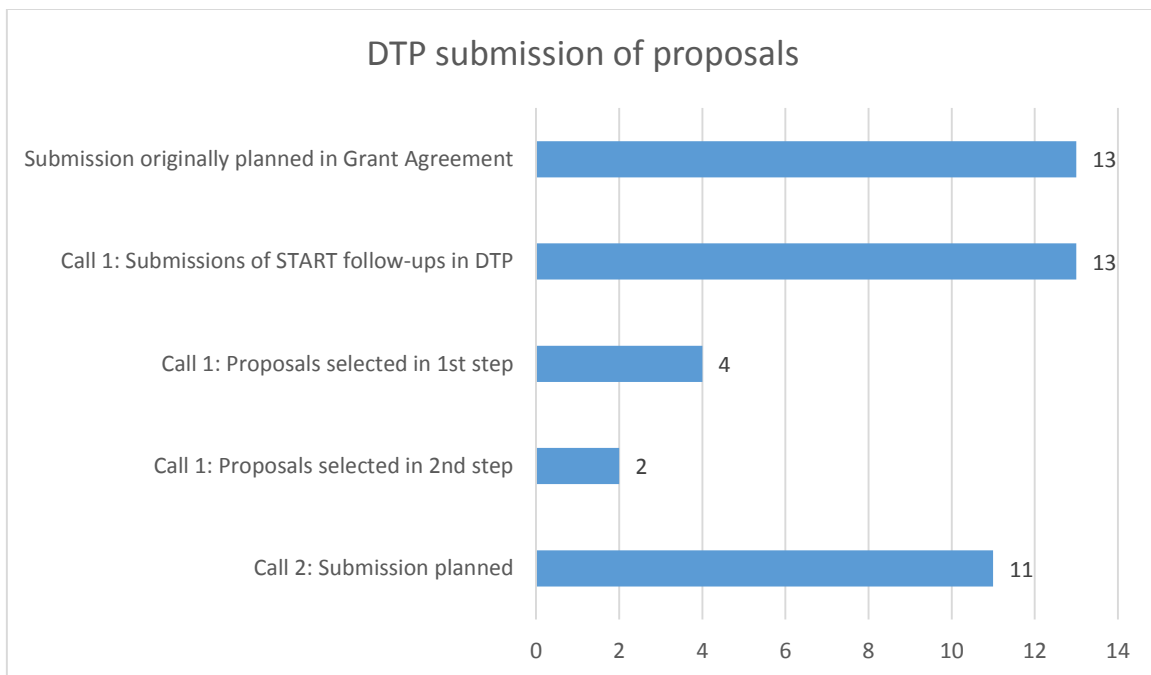 DTP submission of proposals
Submission originally planned in Grant Agreement
13
Call 1: Submissions of START follow-ups in DTP
13
Call 1: Proposals selected in 1st step
4
Call 1: Proposals selected in 2nd step
2
Call 2: Submission planned
11
0 2 4 6 8 10 12 14